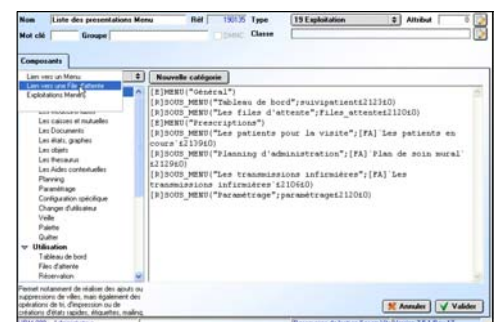 Nom Liste des presentations Menu Réf 190135 Type 19 Exploitation Attribut 0
Mot clé Groupe DMNC Classe
Composants
Lien vers un Menu
Lien vers une File d'attente
Exploitations Menées
Nouvelle catégorie
Les caisses et mutuelles
Les Documents
Les états, graphes
Les objets
Les thesaurus
Les Aides contextuelles
Planning
Paramétrage
Configuration spécifique
Changer d'utilisateur
Veille
Palette
Quitter
Utilisation
Tableau de bord
Files d'attente
Réservation
[E]MENU("Général")
[R]SOUS_MENU("Tableau de bord";suivipatient£2123£0)
[R]SOUS_MENU("Les files d'attente";Files_attente£2120£0)
[E]MENU("Prescriptions")
[R]SOUS_MENU("Les patients pour la visite";[FA]`Les patients en
cours`£2139£0)
[R]SOUS_MENU("Planning d'administration";[FA]`Plan de soin mural`
£2129£0)
[R]SOUS_MENU("Les transmissions infirmières";[FA]`Les
transmissions infirmières`£2106£0)
[R]SOUS_MENU("Paramétrage";parametrage£2120£0)
Permet notamment de réaliser des ajouts ou
suppressions de villes, mais également des
opérations de tri, d'impression ou de
créations d'états rapides, étiquettes, mailing,
Annuler Valider